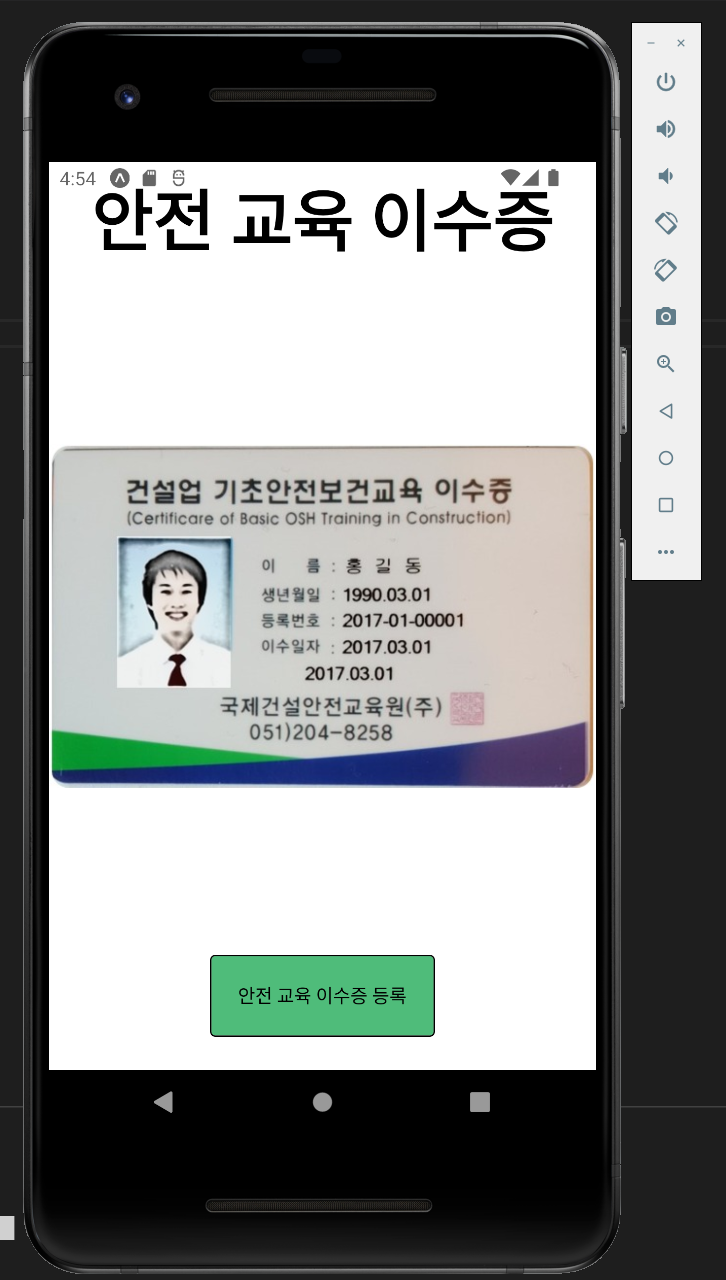 4:54
안전 교육 이수증
건설업 기초안전보건교육 이수증
(Certificare of Basic OSH Training in Construction)
이 름 : 홍 길 동
생년월일 : 1990.03.01
등록번호 : 2017-01-00001
이수일자 : 2017.03.01
2017.03.01
국제건설안전교육원(주)
051)204-8258
안전 교육 이수증 등록